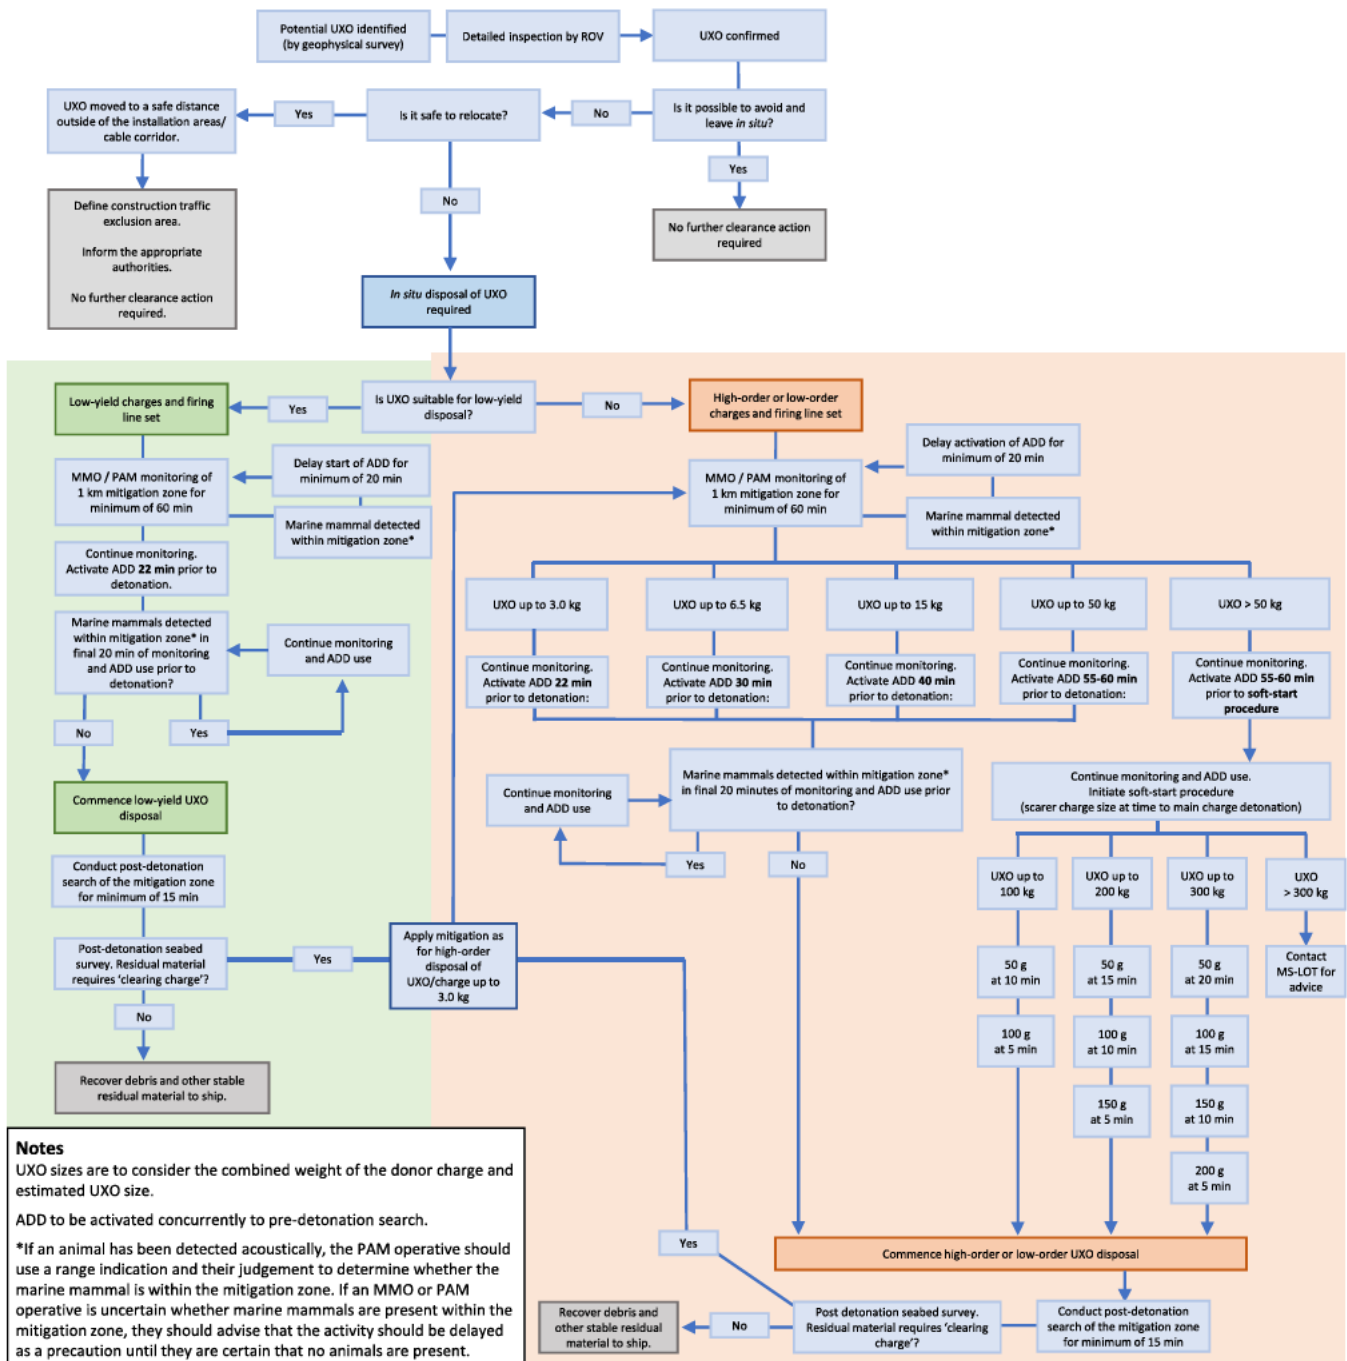 Potential UXO identified
(by geophysical survey)
Detailed inspection by ROV
UXO confirmed
UXO moved to a safe distance
outside of the installation areas/
cable corridor.
Yes
Is it safe to relocate?
No
Is it possible to avoid and
leave in situ?
Yes
No
Define construction traffic
exclusion area.
Inform the appropriate
authorities.
No further clearance action
required.
No further clearance action
required
In situ disposal of UXO
required
Low-yield charges and firing
line set
Yes
Is UXO suitable for low-yield
disposal?
No
High-order or low-order
charges and firing line set
MMO / PAM monitoring of
1 km mitigation zone for
minimum of 60 min
Delay start of ADD for
minimum of 20 min
Marine mammal detected
within mitigation zone*
Continue monitoring.
Activate ADD 22 min prior to
detonation.
Marine mammals detected
within mitigation zone* in
final 20 min of monitoring
and ADD use prior to
detonation?
Continue monitoring
and ADD use
No
Yes
Commence low-yield UXO
disposal
Conduct post-detonation
search of the mitigation zone
for minimum of 15 min
Post-detonation seabed
survey. Residual material
requires 'clearing charge'?
Yes
Apply mitigation as
for high-order
disposal of
UXO/charge up to
3.0 kg
No
Recover debris and other stable
residual material to ship.
MMO / PAM monitoring of
1 km mitigation zone for
minimum of 60 min
Delay activation of ADD for
minimum of 20 min
Marine mammal detected
within mitigation zone*
UXO up to 3.0 kg
UXO up to 6.5 kg
UXO up to 15 kg
UXO up to 50 kg
UXO > 50 kg
Continue monitoring.
Activate ADD 22 min
prior to detonation:
Continue monitoring.
Activate ADD 30 min
prior to detonation:
Continue monitoring.
Activate ADD 40 min
prior to detonation:
Continue monitoring.
Activate ADD 55-60 min
prior to detonation:
Continue monitoring.
Activate ADD 55-60 min
prior to soft-start
procedure
Continue monitoring
and ADD use
Marine mammals detected within mitigation zone*
in final 20 minutes of monitoring and ADD use prior
to detonation?
Yes
No
Continue monitoring and ADD use.
Initiate soft-start procedure
(scarer charge size at time to main charge detonation)
UXO up to
100 kg
UXO up to
200 kg
UXO up to
300 kg
UXO
> 300 kg
50 g
at 10 min
50 g
at 15 min
50 g
at 20 min
Contact
MS-LOT for
advice
100 g
at 5 min
100 g
at 10 min
100 g
at 15 min
150 g
at 5 min
150 g
at 10 min
200 g
at 5 min
Commence high-order or low-order UXO disposal
Conduct post-detonation
search of the mitigation zone
for minimum of 15 min
Post detonation seabed survey.
Residual material requires 'clearing
charge'?
Yes
No
Recover debris and
other stable residual
material to ship.
Notes
UXO sizes are to consider the combined weight of the donor charge and
estimated UXO size.
ADD to be activated concurrently to pre-detonation search.
*If an animal has been detected acoustically, the PAM operative should
use a range indication and their judgement to determine whether the
marine mammal is within the mitigation zone. If an MMO or PAM
operative is uncertain whether marine mammals are present within the
mitigation zone, they should advise that the activity should be delayed
as a precaution until they are certain that no animals are present.